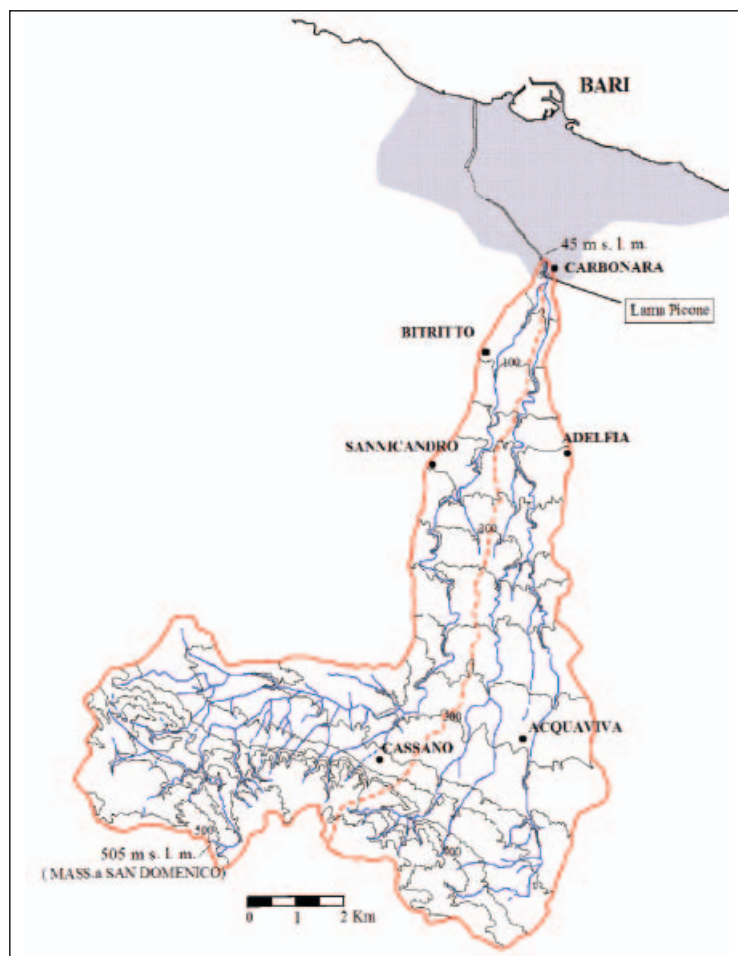 BARI
45 m s. l. m.
CARBONARA
Lama Picone
BITRITTO
100
SANNICANDRO
ADELFIA
200
300
ACQUAVIVA
CASSANO
500
505 m s. l. m.
( MASS.a SAN DOMENICO)
0 1 2 Km